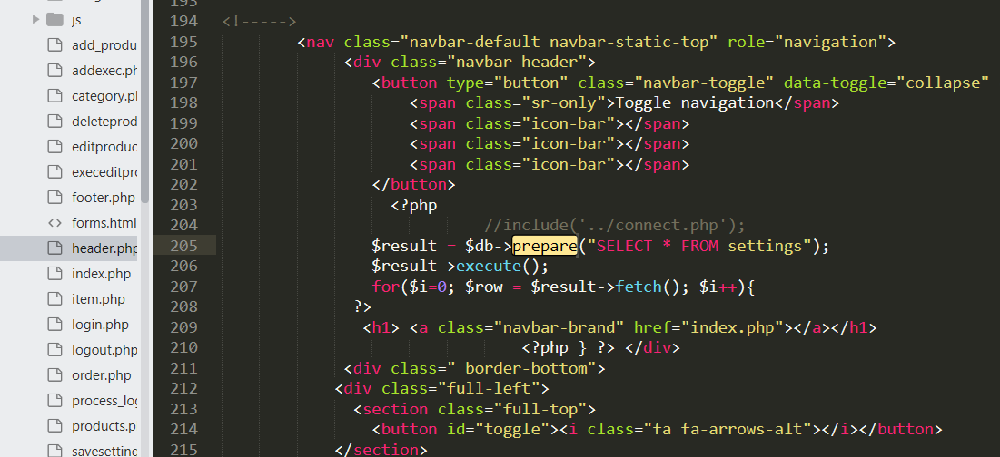 js
add_produ
addexec.ph
category.pl
deleteprod
editproduc
execeditpr
footer.php
forms.html
header.php
index.php
item.php
login.php
logout.php
order.php
process_log
products.p
savesetting
193
194 <!----->
195 <nav class="navbar-default navbar-static-top" role="navigation">
196 <div class="navbar-header">
197 <button type="button" class="navbar-toggle" data-toggle="collapse"
198 <span class="sr-only">Toggle navigation</span>
199 <span class="icon-bar"></span>
200 <span class="icon-bar"></span>
201 <span class="icon-bar"></span>
202 </button>
203 <?php
204 //include('../connect.php');
205 $result = $db->prepare("SELECT * FROM settings");
206 $result->execute();
207 for($i=0; $row = $result->fetch(); $i++){
208 ?>
209 <h1> <a class="navbar-brand" href="index.php"></a></h1>
210 <?php } ?> </div>
211 <div class=" border-bottom">
212 <div class="full-left">
213 <section class="full-top">
214 <button id="toggle"><i class="fa fa-arrows-alt"></i></button>
215 </section>